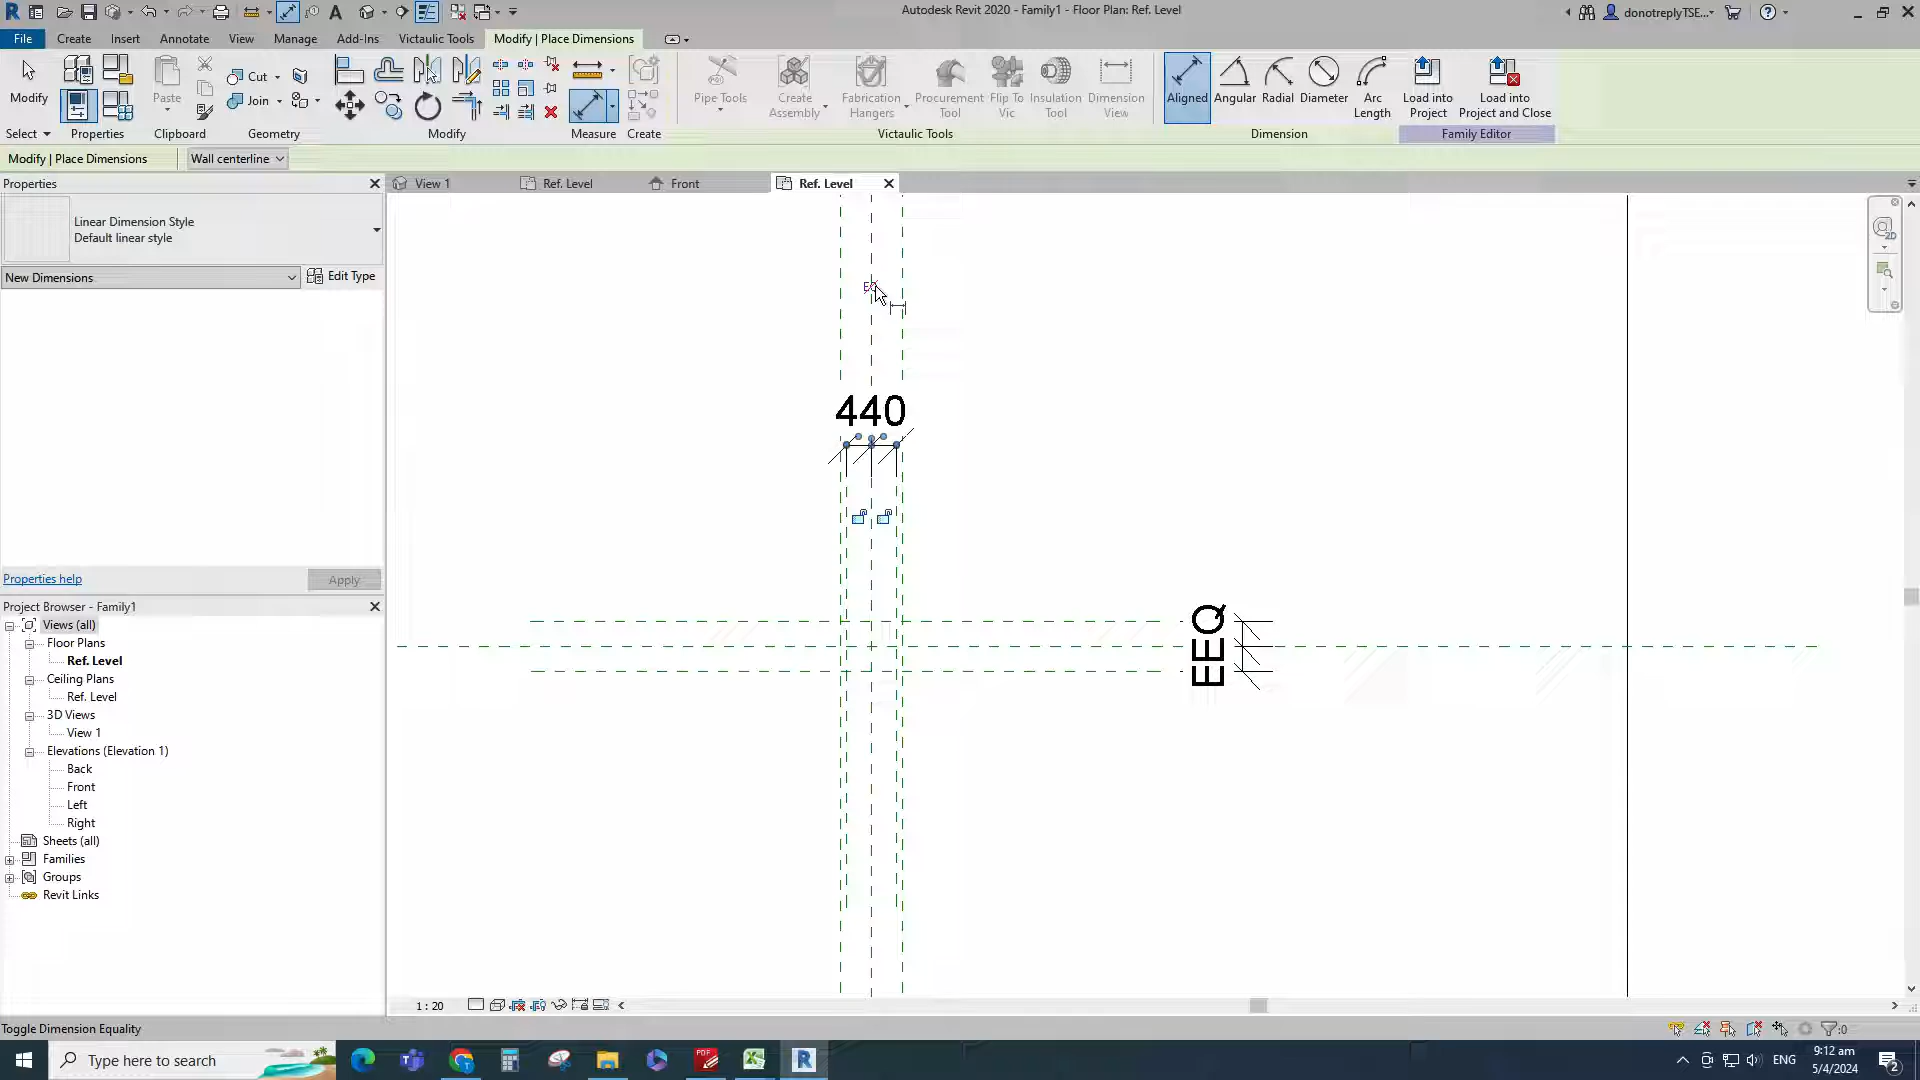 Autodesk Revit 2020 - Family1 - Floor Plan: Ref. Level
donotreplyTSE...
File
Create
Insert
Annotate
View
Manage
Add-Ins
Victaulic Tools
Modify | Place Dimensions
Modify
Paste
Cut
Join
Pipe Tools
Create Assembly
Fabrication Hangers
Procurement Tool
Flip To Vic
Insulation Tool
Dimension View
Aligned
Angular
Radial
Diameter
Arc Length
Load into Project
Load into Project and Close
Select
Properties
Clipboard
Geometry
Modify
Measure
Create
Victaulic Tools
Dimension
Family Editor
Modify | Place Dimensions
Wall centerline
Properties
View 1
Ref. Level
Front
Ref. Level
Linear Dimension Style
Default linear style
New Dimensions
Edit Type
2D
EQ
440
EEQ
Properties help
Apply
Project Browser - Family1
Views (all)
Floor Plans
Ref. Level
Ceiling Plans
Ref. Level
3D Views
View 1
Elevations (Elevation 1)
Back
Front
Left
Right
Sheets (all)
Families
Groups
Revit Links
1 : 20
Toggle Dimension Equality
:0
Type here to search
ENG
9:12 am
5/4/2024
2